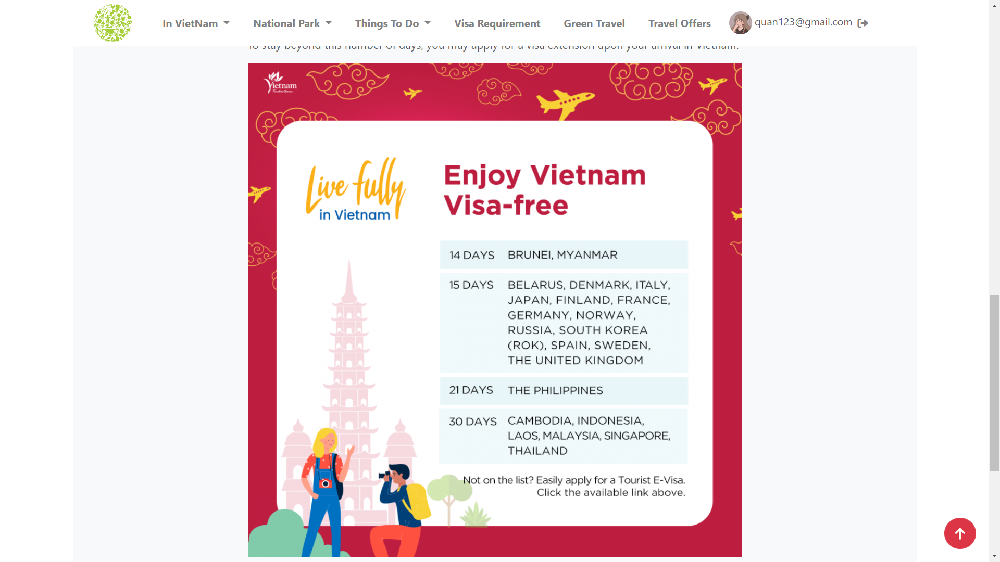 In VietNam
National Park
Things To Do
Visa Requirement
Green Travel
Travel Offers
quan123@gmail.com
To stay beyond this number of days, you may apply for a visa extension upon your arrival in Vietnam.
Vietnam
Timeless Charm
Live fully
in Vietnam
Enjoy Vietnam
Visa-free
14 DAYS BRUNEI, MYANMAR
15 DAYS BELARUS, DENMARK, ITALY,
JAPAN, FINLAND, FRANCE,
GERMANY, NORWAY,
RUSSIA, SOUTH KOREA
(ROK), SPAIN, SWEDEN,
THE UNITED KINGDOM
21 DAYS THE PHILIPPINES
30 DAYS CAMBODIA, INDONESIA,
LAOS, MALAYSIA, SINGAPORE,
THAILAND
Not on the list? Easily apply for a Tourist E-Visa.
Click the available link above.